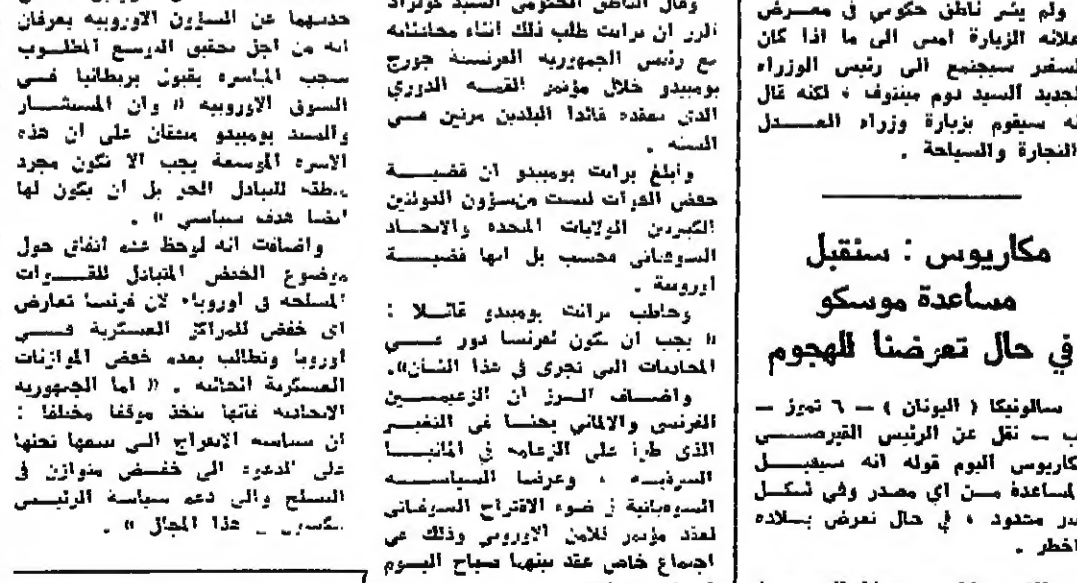 ولم يشر ناطق حكومي في معرض
اعلانه الزيارة امس الى ما اذا كان
السفر سيجتمع الى رئيس الوزراء
الجديد السيد دوم مينتوف ، لكنه قال
انه سيقوم بزيارة وزراء العدل
والتجارة والسياحة .
مكاريوس : سنقبل
مساعدة موسكو
في حال تعرضنا للهجوم
سالونيكا ( اليونان ) — ٦ تموز —
ب — نقل عن الرئيس القبرصي
مكاريوس اليوم قوله انه سيقبل
المساعدة من اي مصدر وفي شكل
غير محدود ، في حال تعرض بلاده
لخطر .
وقال الناطق الحكومي السيد كونراد
الرز ان برانت طلب ذلك اثناء محادثاته
مع رئيس الجمهورية الفرنسية جورج
بومبيدو خلال مؤتمر القمة الدوري
الذي يعقده قائدا البلدين مرتين في
السنة .
وابلغ برانت بومبيدو ان قضية
خفض القوات ليست من شؤون الدولتين
الكبيرتين الولايات المتحدة والاتحاد
السوفياتي فحسب بل انها قضية
اوروبية .
وخاطب برانت بومبيدو قائلا :
« يجب ان يكون لفرنسا دور في
المحادثات التي تجرى في هذا الشأن».
واضاف الرز ان الزعيمين
الفرنسي والالماني بحثا في التغيير
الذي طرأ على الزعامة في المانيا
الشرقية ، وعرضا السياسة
السوفياتية في ضوء الاقتراح السوفياتي
لعقد مؤتمر للامن الاوروبي وذلك في
اجتماع خاص عقد بينهما صباح اليوم
حديثهما عن الشؤون الاوروبية يعرفان
انه من اجل تحقيق التوسع المطلوب
يجب المباشرة بقبول بريطانيا في
السوق الاوروبية « وان المستشار
والسيد بومبيدو متفقان على ان هذه
الاسرة الموسعة يجب الا تكون مجرد
منطقة للتبادل الحر بل ان يكون لها
ايضا هدف سياسي » .
واضافت انه لوحظ عدم اتفاق حول
موضوع الخفض المتبادل للقوات
المسلحة في اوروبا، لان فرنسا تعارض
اي خفض للمراكز العسكرية في
اوروبا وتطالب بعدم خفض الموازنات
العسكرية الحالية . « اما الجمهورية
الاتحادية فانها تتخذ موقفا مختلفا :
ان سياسة الانفراج التي تتبعها تحثها
على الدعوة الى خفض متوازن في
التسلح والى دعم سياسة الرئيس
نيكسون في هذا المجال » .